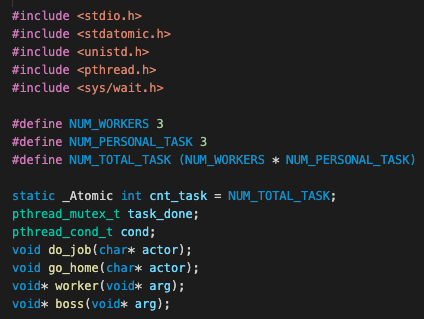 #include <stdio.h>
#include <stdatomic.h>
#include <unistd.h>
#include <pthread.h>
#include <sys/wait.h>
#define NUM_WORKERS 3
#define NUM_PERSONAL_TASK 3
#define NUM_TOTAL_TASK (NUM_WORKERS * NUM_PERSONAL_TASK)
static _Atomic int cnt_task = NUM_TOTAL_TASK;
pthread_mutex_t task_done;
pthread_cond_t cond;
void do_job(char* actor);
void go_home(char* actor);
void* worker(void* arg);
void* boss(void* arg);